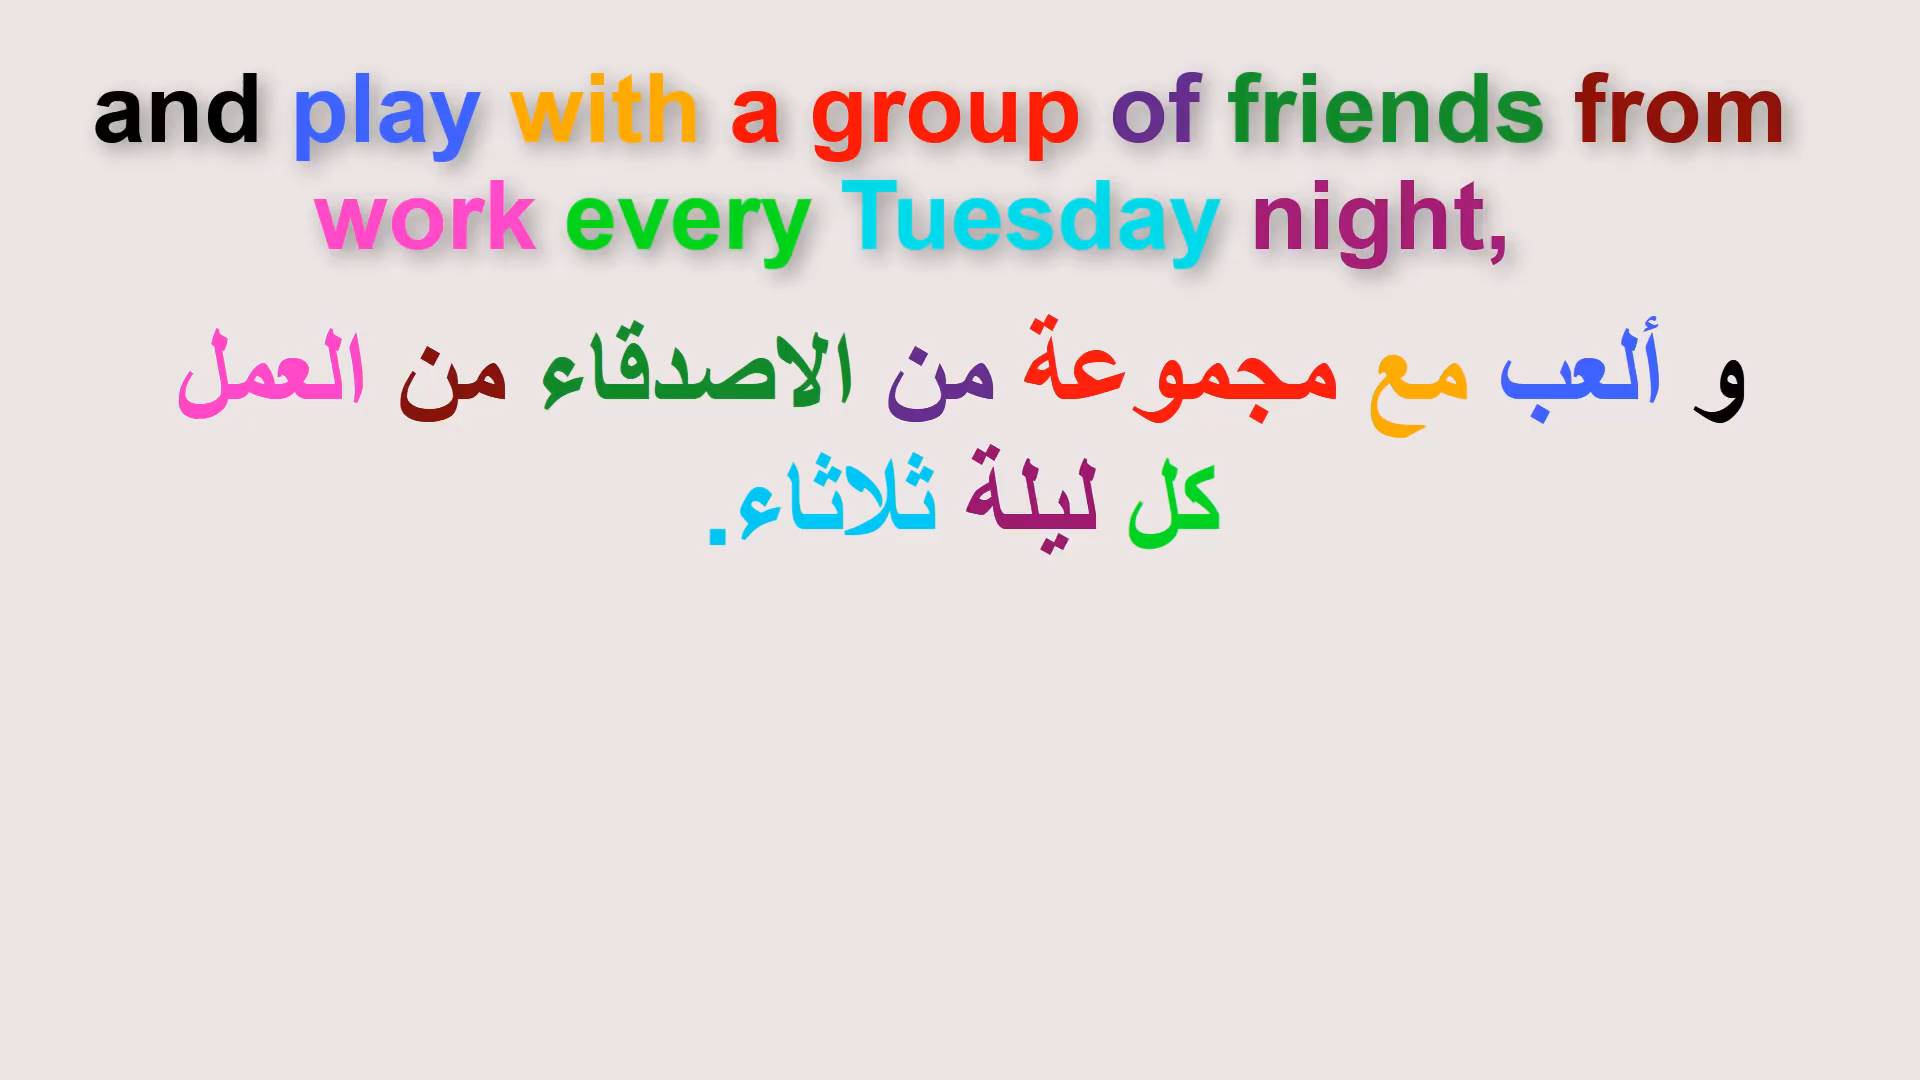 and play with a group of friends from
work every Tuesday night,
و ألعب مع مجموعة من الاصدقاء من العمل
كل ليلة ثلاثاء.